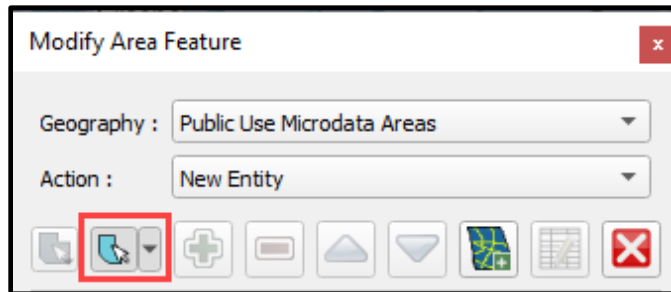 Modify Area Feature
x
Geography : Public Use Microdata Areas
Action : New Entity